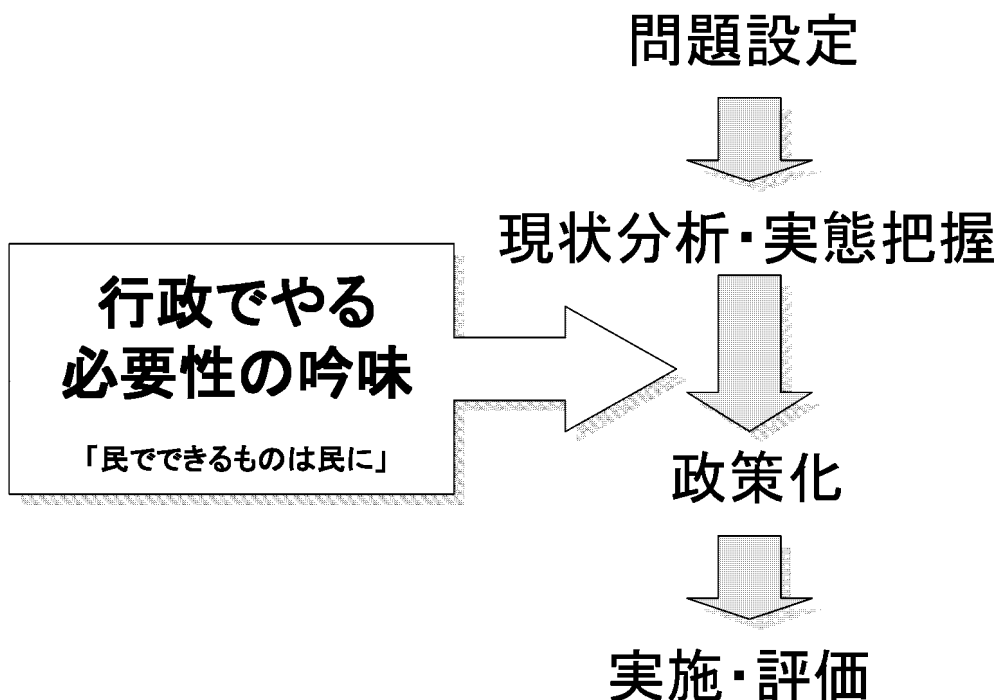 問題設定
現状分析・実態把握
行政でやる
必要性の吟味
「民でできるものは民に」
政策化
実施・評価